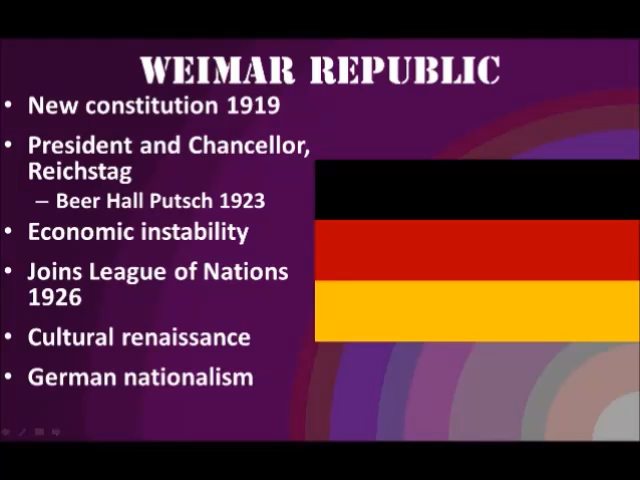 WEIMAR REPUBLIC
• New constitution 1919
• President and Chancellor,
Reichstag
– Beer Hall Putsch 1923
• Economic instability
• Joins League of Nations
1926
• Cultural renaissance
• German nationalism